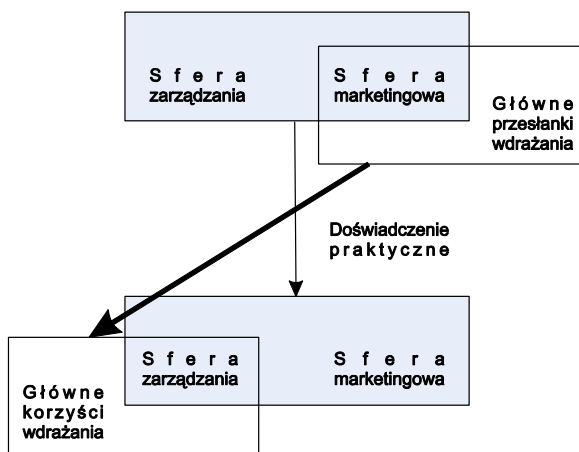 Sfera
zarządzania
Sfera
marketingowa
Główne
przesłanki
wdrażania
Doświadczenie
praktyczne
Sfera
zarządzania
Sfera
marketingowa
Główne
korzyści
wdrażania